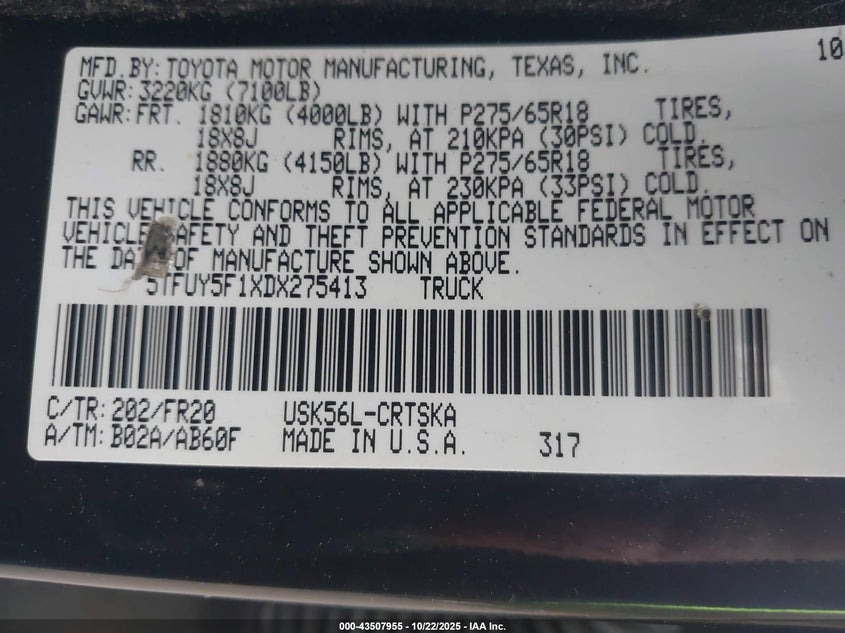 10
MFD.BY:TOYOTA MOTOR MANUFACTURING, TEXAS, INC.
GVWR:3220KG (7100LB)
GAWR:FRT. 1810KG (4000LB) WITH P275/65R18 TIRES,
18X8J RIMS, AT 210KPA (30PSI) COLD.
RR. 1880KG (4150LB) WITH P275/65R18 TIRES,
18X8J RIMS, AT 230KPA (33PSI) COLD.
THIS VEHICLE CONFORMS TO ALL APPLICABLE FEDERAL MOTOR
VEHICLE SAFETY AND THEFT PREVENTION STANDARDS IN EFFECT ON
THE DATE OF MANUFACTURE SHOWN ABOVE.
5TFUY5F1XDX275413 TRUCK
C/TR:202/FR20 USK56L-CRTSKA
A/TM:B02A/AB60F MADE IN U.S.A. 317
000-43507955 - 10/22/2025 - IAA Inc.